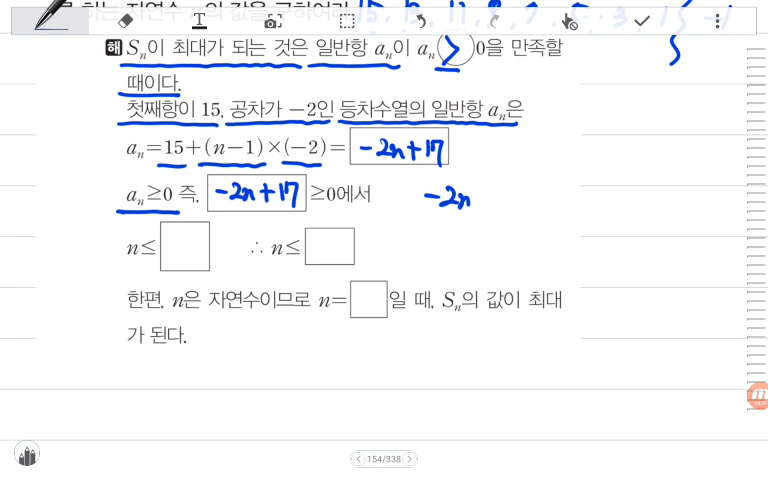 해 Sₙ이 최대가 되는 것은 일반항 aₙ이 aₙ > 0을 만족할
때이다.
첫째항이 15, 공차가 −2인 등차수열의 일반항 aₙ은
aₙ=15+(n−1)×(−2)= -2n+17
aₙ≥0 즉, -2n+17 ≥0에서 -2n
n≤ ∴ n≤
한편, n은 자연수이므로 n= 일 때, Sₙ의 값이 최대
가 된다.
154/338